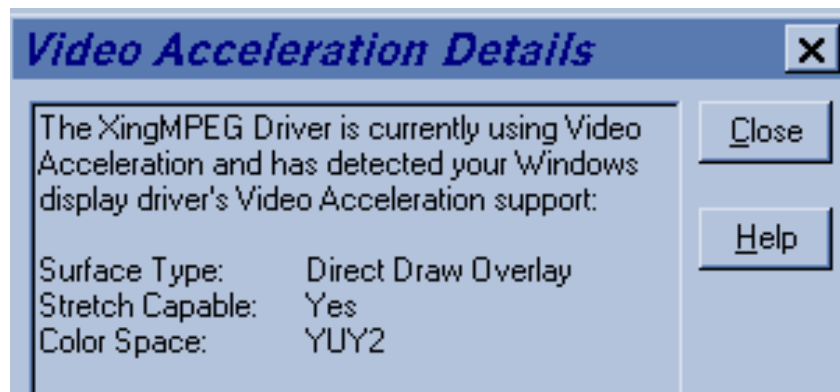 Video Acceleration Details
The XingMPEG Driver is currently using Video
Acceleration and has detected your Windows
display driver's Video Acceleration support:
Surface Type: Direct Draw Overlay
Stretch Capable: Yes
Color Space: YUY2
Close
Help